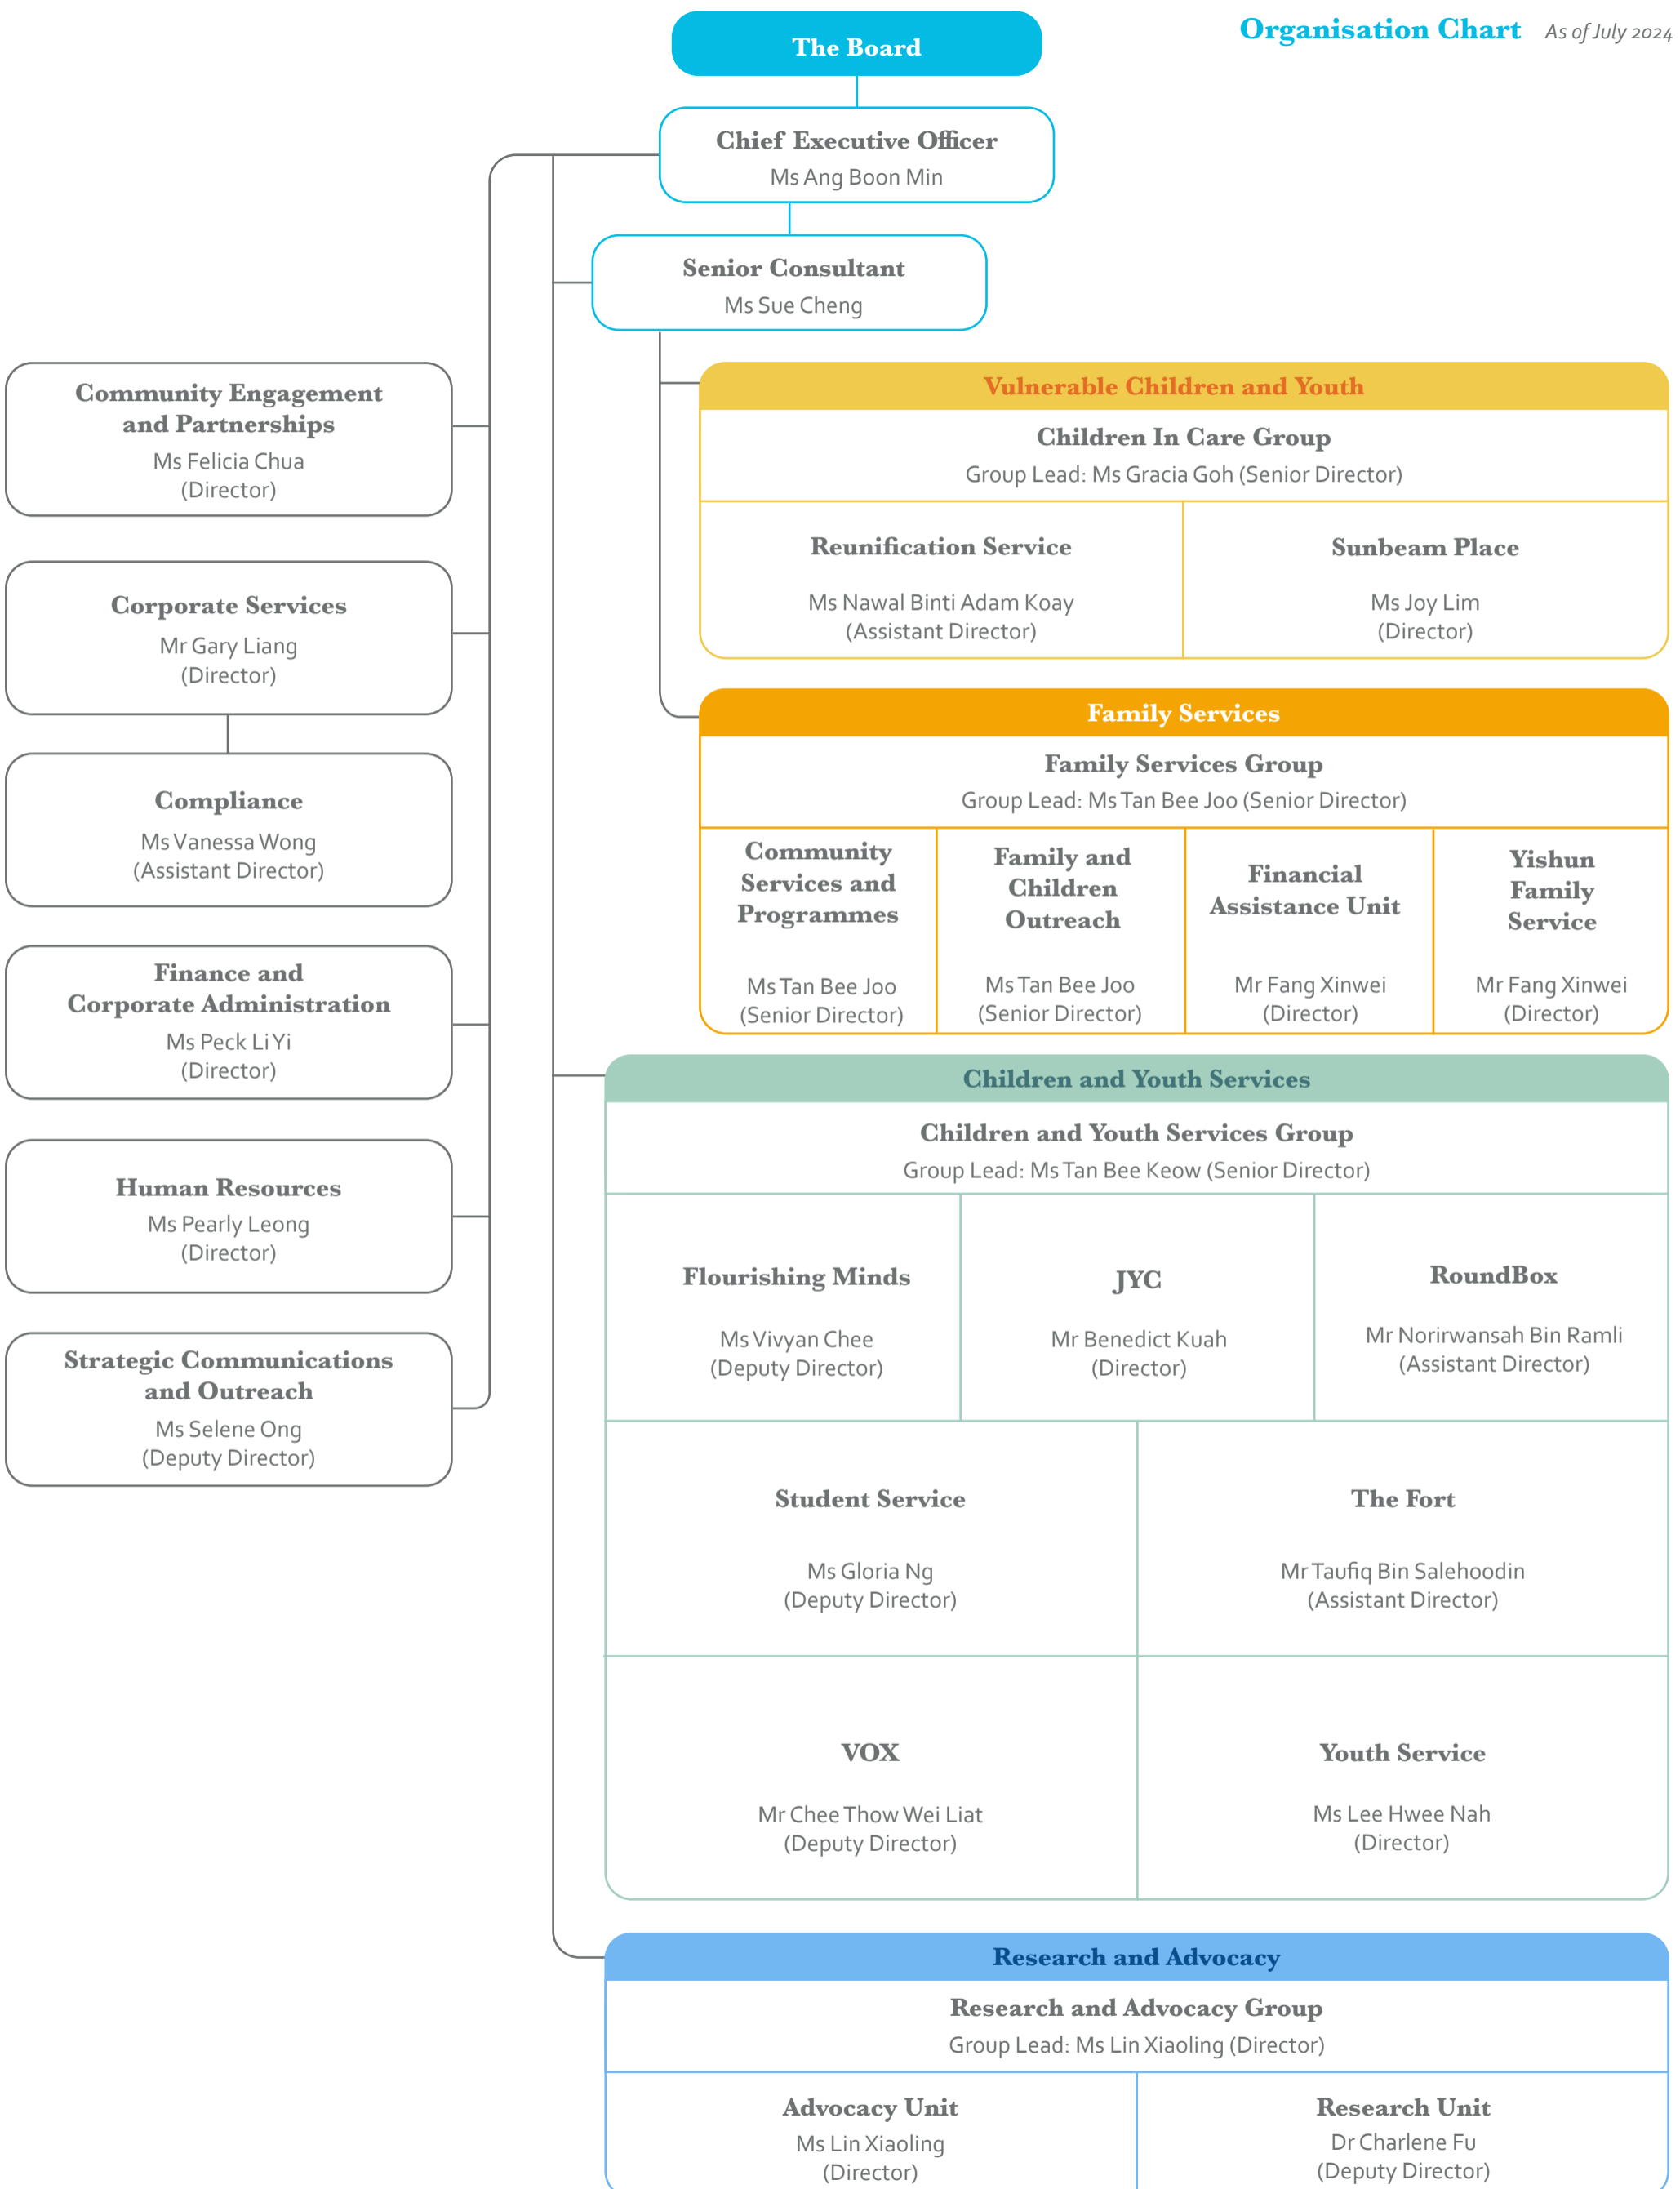 Organisation Chart As of July 2024
The Board
Chief Executive Officer
Ms Ang Boon Min
Senior Consultant
Ms Sue Cheng
Community Engagement
and Partnerships
Ms Felicia Chua
(Director)
Corporate Services
Mr Gary Liang
(Director)
Compliance
Ms Vanessa Wong
(Assistant Director)
Finance and
Corporate Administration
Ms Peck Li Yi
(Director)
Human Resources
Ms Pearly Leong
(Director)
Strategic Communications
and Outreach
Ms Selene Ong
(Deputy Director)
Vulnerable Children and Youth
Children In Care Group
Group Lead: Ms Gracia Goh (Senior Director)
Reunification Service
Ms Nawal Binti Adam Koay
(Assistant Director)
Sunbeam Place
Ms Joy Lim
(Director)
Family Services
Family Services Group
Group Lead: Ms Tan Bee Joo (Senior Director)
Community
Services and
Programmes
Ms Tan Bee Joo
(Senior Director)
Family and
Children
Outreach
Ms Tan Bee Joo
(Senior Director)
Financial
Assistance Unit
Mr Fang Xinwei
(Director)
Yishun
Family
Service
Mr Fang Xinwei
(Director)
Children and Youth Services
Children and Youth Services Group
Group Lead: Ms Tan Bee Keow (Senior Director)
Flourishing Minds
Ms Vivyan Chee
(Deputy Director)
JYC
Mr Benedict Kuah
(Director)
RoundBox
Mr Norirwansah Bin Ramli
(Assistant Director)
Student Service
Ms Gloria Ng
(Deputy Director)
The Fort
Mr Taufiq Bin Salehoodin
(Assistant Director)
VOX
Mr Chee Thow Wei Liat
(Deputy Director)
Youth Service
Ms Lee Hwee Nah
(Director)
Research and Advocacy
Research and Advocacy Group
Group Lead: Ms Lin Xiaoling (Director)
Advocacy Unit
Ms Lin Xiaoling
(Director)
Research Unit
Dr Charlene Fu
(Deputy Director)